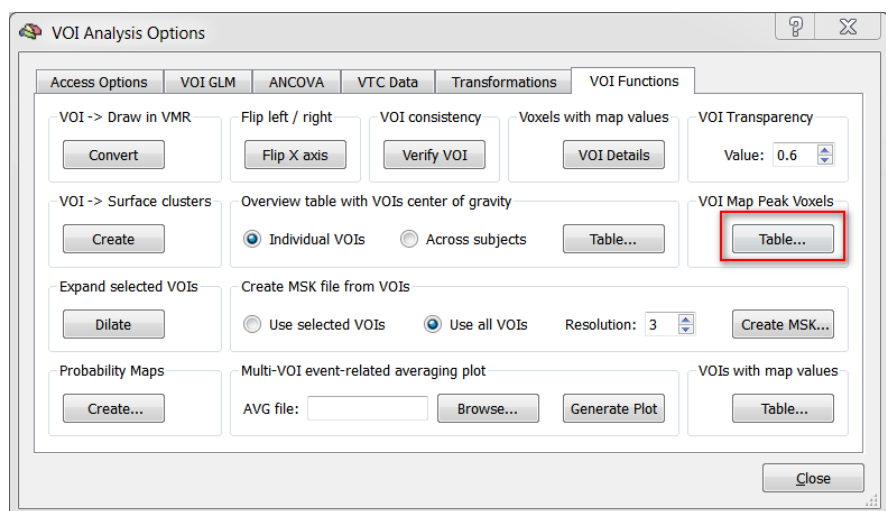 VOI Analysis Options
?
Access Options VOI GLM ANCOVA VTC Data Transformations VOI Functions
VOI -> Draw in VMR Flip left / right VOI consistency Voxels with map values VOI Transparency
Convert Flip X axis Verify VOI VOI Details Value: 0.6
VOI -> Surface clusters Overview table with VOIs center of gravity VOI Map Peak Voxels
Create Individual VOIs Across subjects Table... Table...
Expand selected VOIs Create MSK file from VOIs
Dilate Use selected VOIs Use all VOIs Resolution: 3 Create MSK...
Probability Maps Multi-VOI event-related averaging plot VOIs with map values
Create... AVG file: Browse... Generate Plot Table...
Close